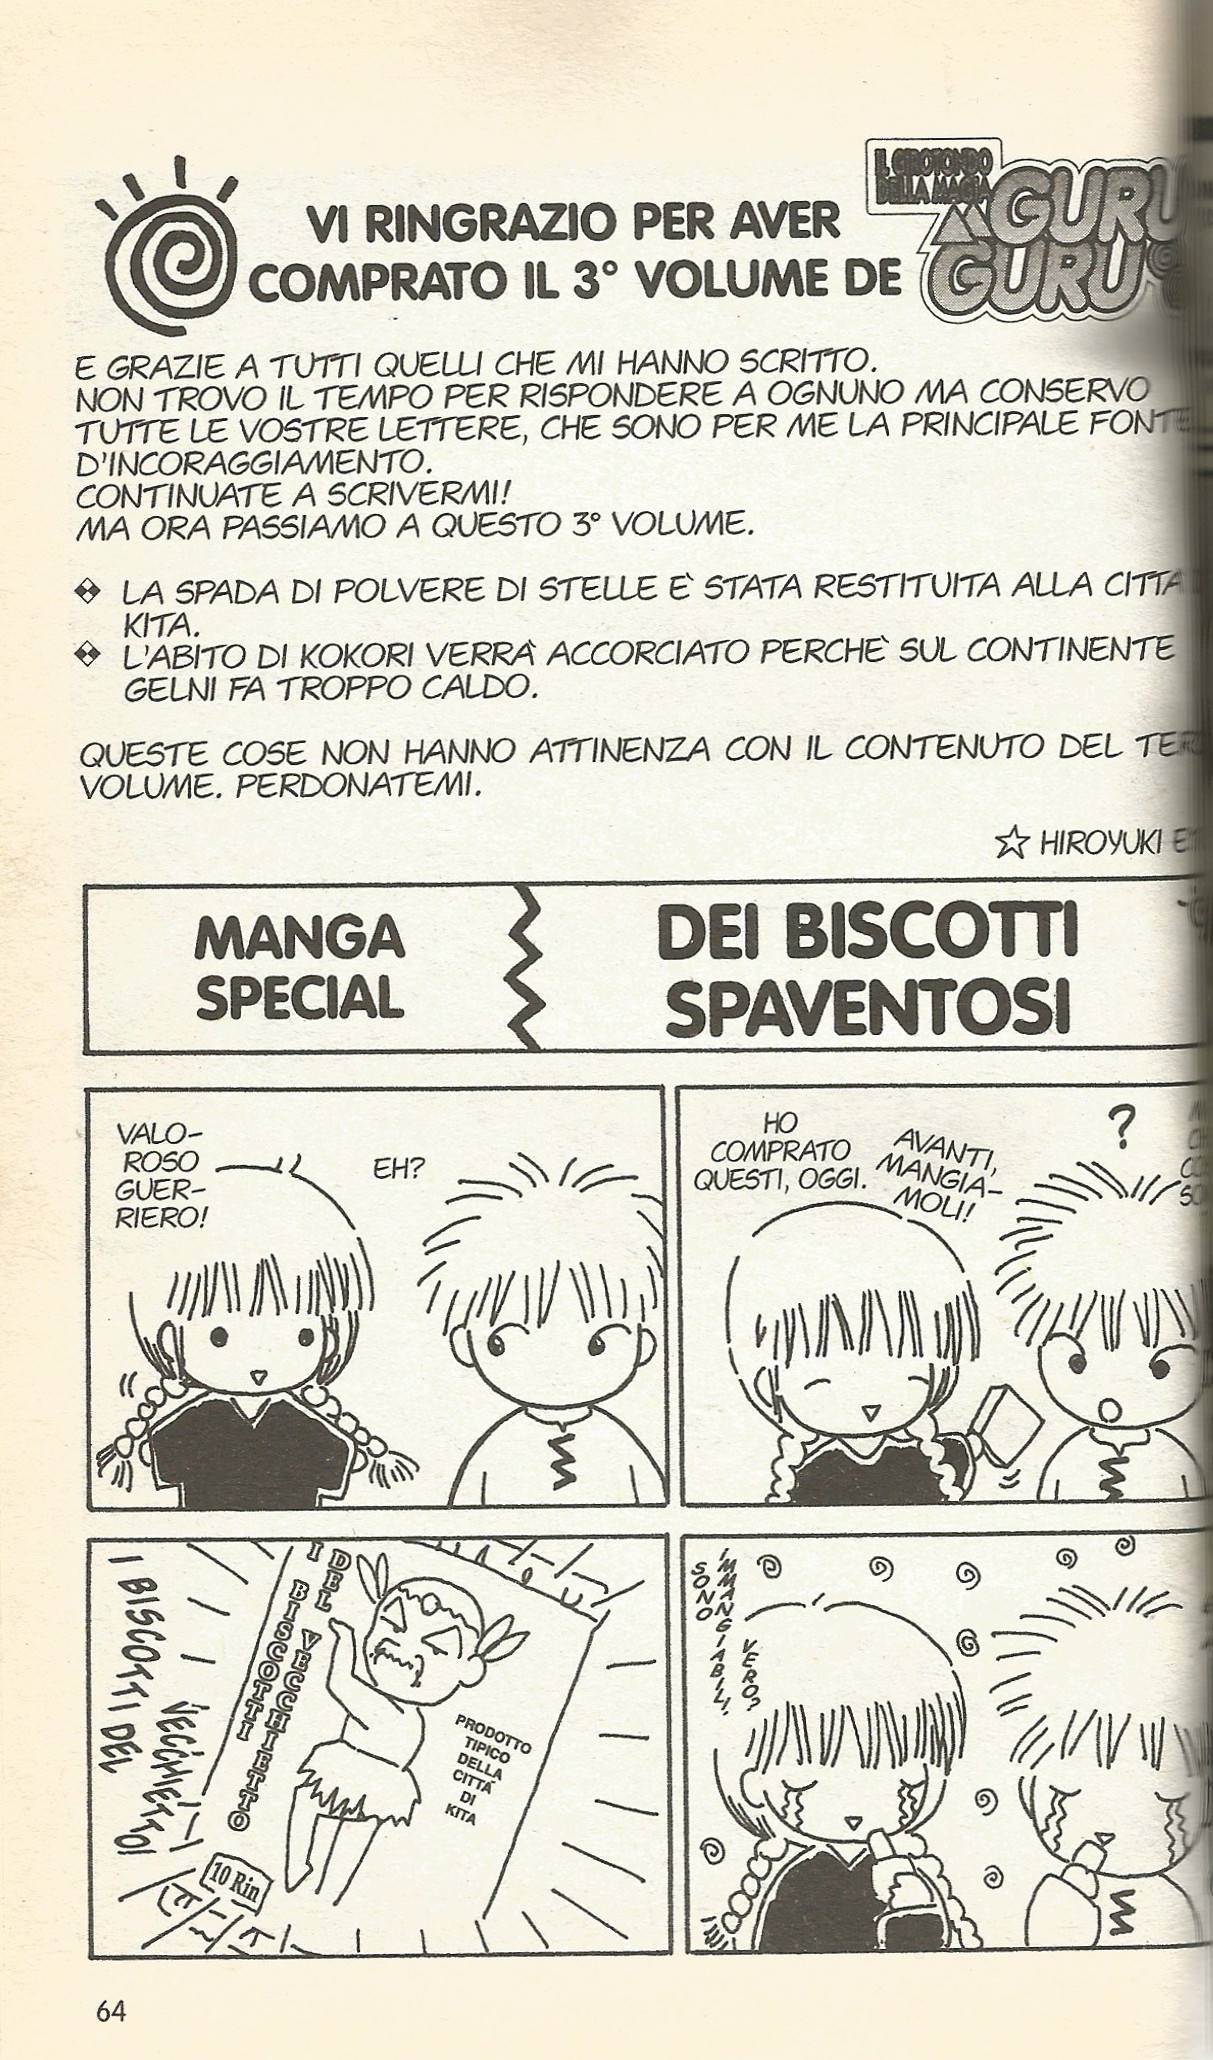 IL GIROTONDO
DELLA MAGIA
GURU
GURU
VI RINGRAZIO PER AVER
COMPRATO IL 3° VOLUME DE
E GRAZIE A TUTTI QUELLI CHE MI HANNO SCRITTO.
NON TROVO IL TEMPO PER RISPONDERE A OGNUNO MA CONSERVO
TUTTE LE VOSTRE LETTERE, CHE SONO PER ME LA PRINCIPALE FONTE
D'INCORAGGIAMENTO.
CONTINUATE A SCRIVERMI!
MA ORA PASSIAMO A QUESTO 3° VOLUME.
LA SPADA DI POLVERE DI STELLE È STATA RESTITUITA ALLA CITTÀ
KITA.
L'ABITO DI KOKORI VERRÀ ACCORCIATO PERCHÈ SUL CONTINENTE
GELNI FA TROPPO CALDO.
QUESTE COSE NON HANNO ATTINENZA CON IL CONTENUTO DEL
VOLUME. PERDONATEMI.
☆ HIROYUKI
MANGA
SPECIAL
DEI BISCOTTI
SPAVENTOSI
VALO-
ROSO
GUER-
RIERO!
EH?
HO
COMPRATO
QUESTI, OGGI.
AVANTI,
MANGIA-
MOLI!
?
I BISCOTTI DEL
VECCHIETTO!
I BISCOTTI
DEL VECCHIETTO
PRODOTTO
TIPICO
DELLA
CITTÀ
DI
KITA
10 Rin
SONO
IMMANGIABILI,
VERO?
64